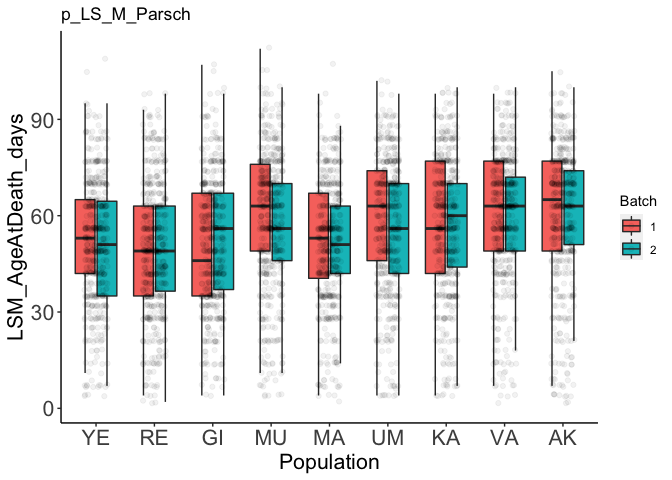 p_LS_M_Parsch
LSM_AgeAtDeath_days
90
60
30
0
YE RE GI MU MA UM KA VA AK
Population
Batch
1
2